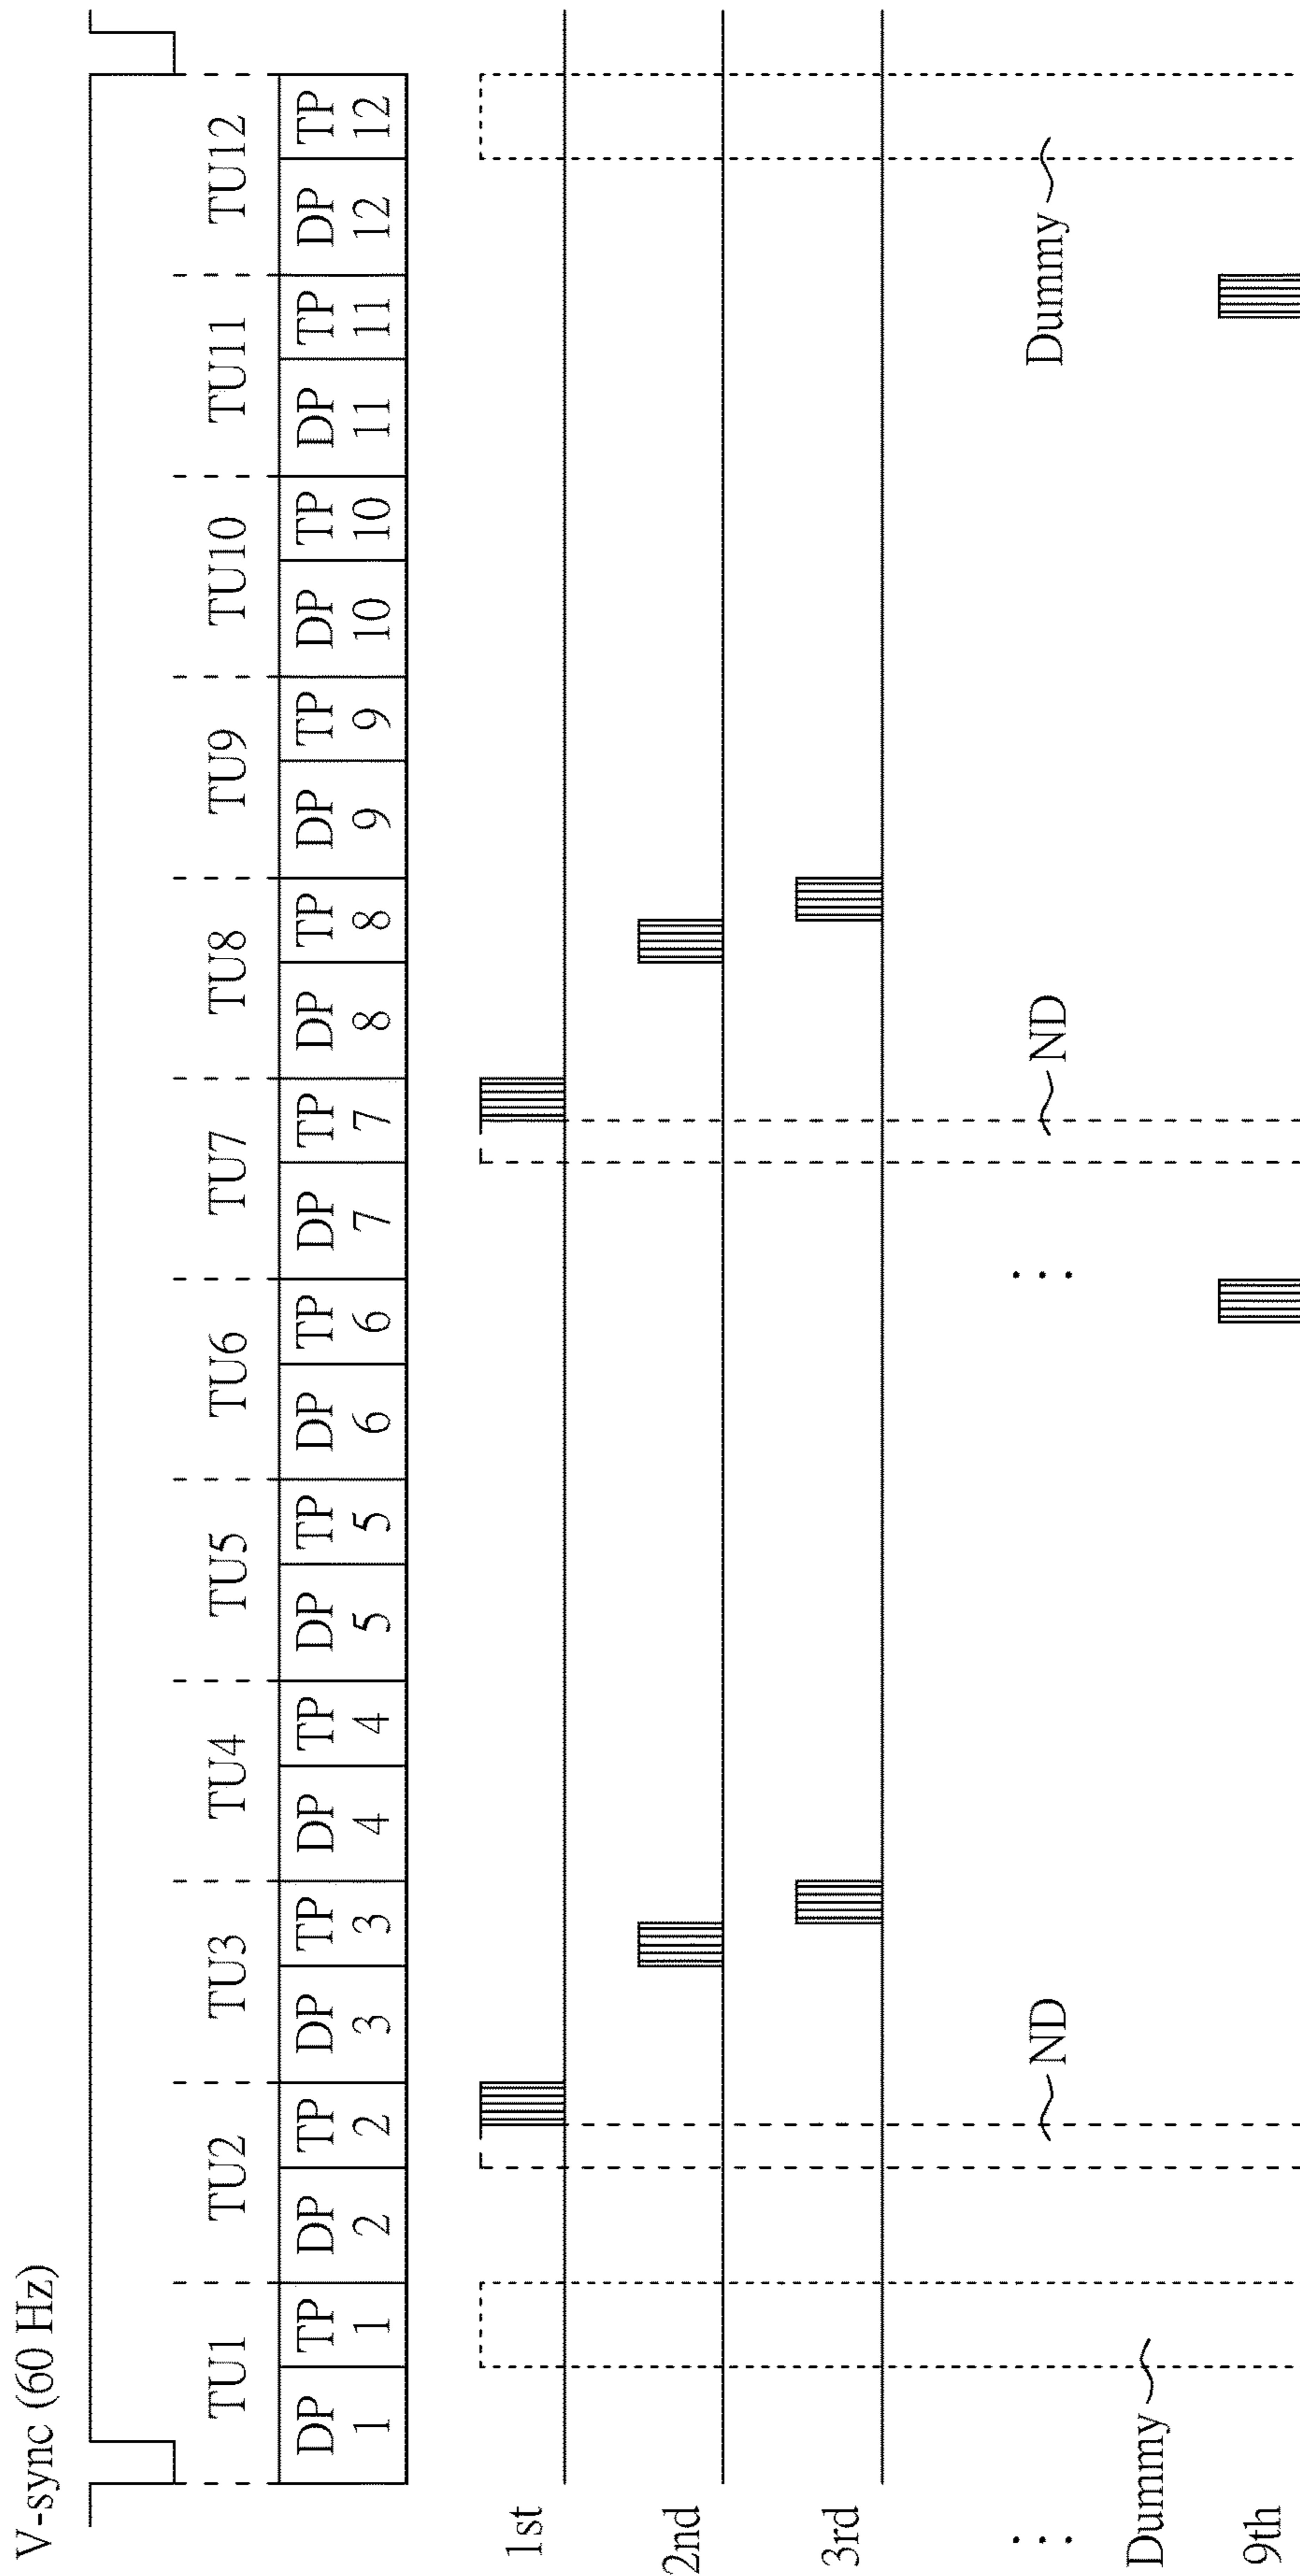 V-sync (60 Hz)
TU1 TU2 TU3 TU4 TU5 TU6 TU7 TU8 TU9 TU10 TU11 TU12
DP 1 TP 1 DP 2 TP 2 DP 3 TP 3 DP 4 TP 4 DP 5 TP 5 DP 6 TP 6 DP 7 TP 7 DP 8 TP 8 DP 9 TP 9 DP 10 TP 10 DP 11 TP 11 DP 12 TP 12
1st
2nd
3rd
... ND ... ND Dummy
Dummy
9th